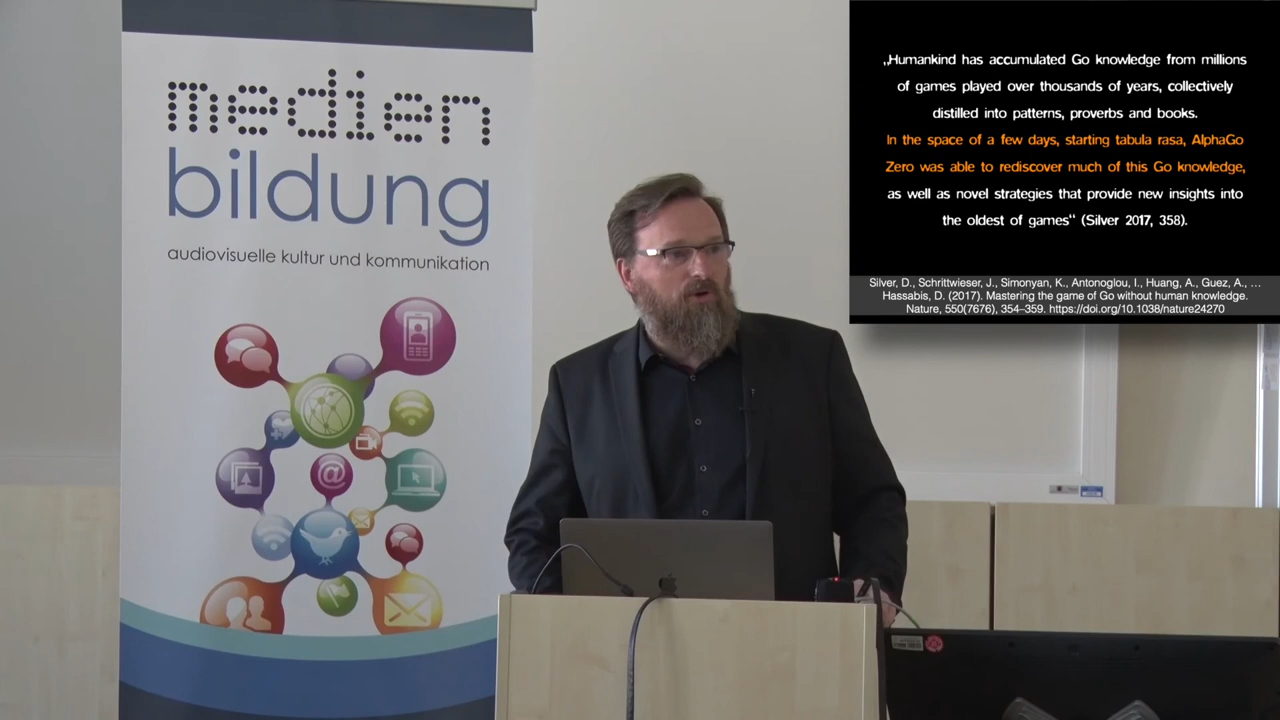 medien
bildung
audiovisuelle kultur und kommunikation
@
„Humankind has accumulated Go knowledge from millions
of games played over thousands of years, collectively
distilled into patterns, proverbs and books.
In the space of a few days, starting tabula rasa, AlphaGo
Zero was able to rediscover much of this Go knowledge,
as well as novel strategies that provide new insights into
the oldest of games“ (Silver 2017, 358).
Silver, D., Schrittwieser, J., Simonyan, K., Antonoglou, I., Huang, A., Guez, A., …
Hassabis, D. (2017). Mastering the game of Go without human knowledge.
Nature, 550(7676), 354–359. https://doi.org/10.1038/nature24270